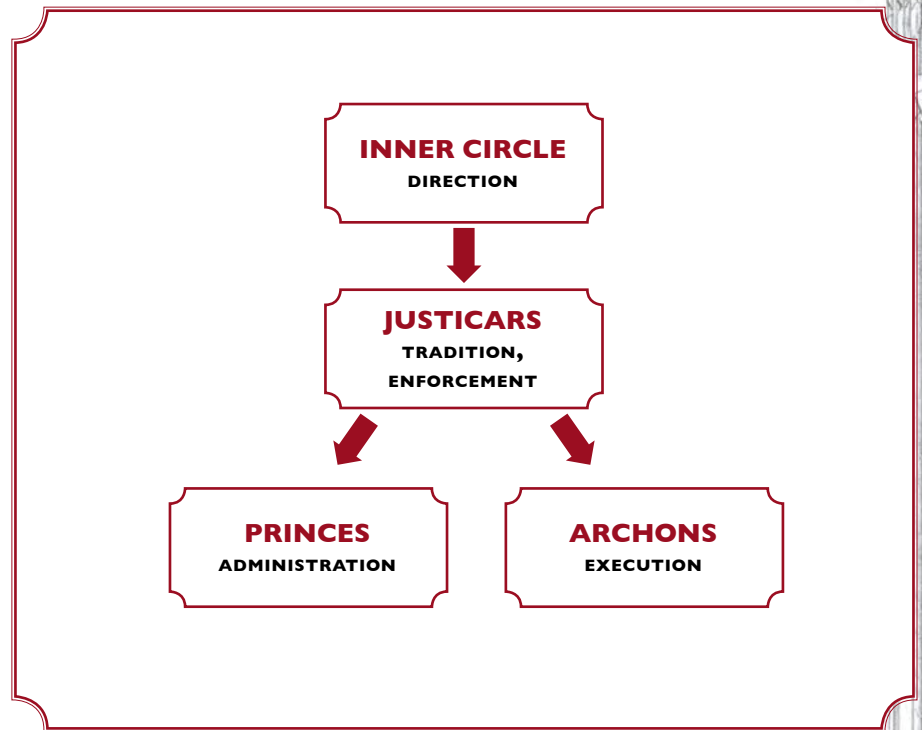 INNER CIRCLE
DIRECTION
JUSTICARS
TRADITION,
ENFORCEMENT
PRINCES
ADMINISTRATION
ARCHONS
EXECUTION